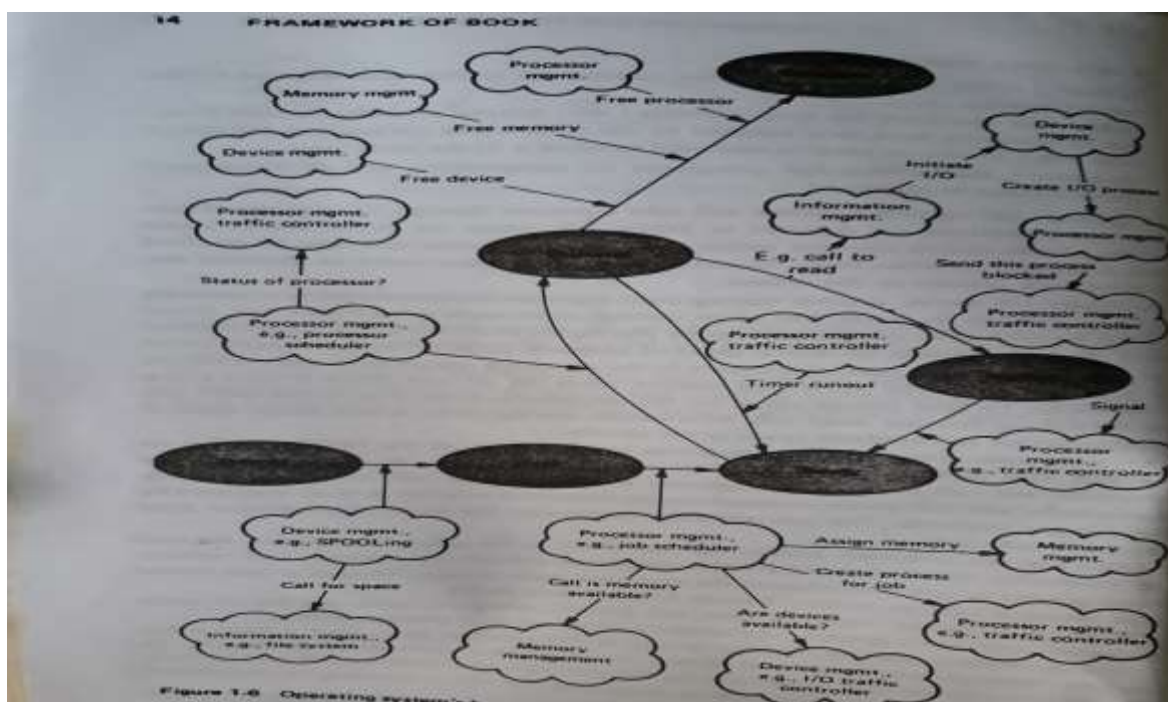 14 FRAMEWORK OF BOOK
Processor
mgmt.
Memory mgmt.
Free processor
Free memory
Device mgmt.
Free device
Device
mgmt.
Initiate
I/O
Create I/O process
Processor mgmt.
traffic controller
Information
mgmt.
Processor mgmt
E.g. call to
read
Send this process
blocked
Status of processor?
Processor mgmt.
traffic controller
Processor mgmt.,
e.g., processor
scheduler
Processor mgmt.
traffic controller
Timer runout
Signal
Processor
mgmt.,
e.g., traffic controller
Device mgmt.,
e.g., SPOOLing
Processor mgmt.,
e.g., job scheduler
Assign memory
Memory
mgmt.
Call for space
Call is memory
available?
Create process
for job
Are devices
available?
Information mgmt.,
e.g., file system
Memory
management
Processor mgmt.,
e.g., traffic controller
Device mgmt.,
e.g., I/O traffic
controller
Figure 1-6 Operating system